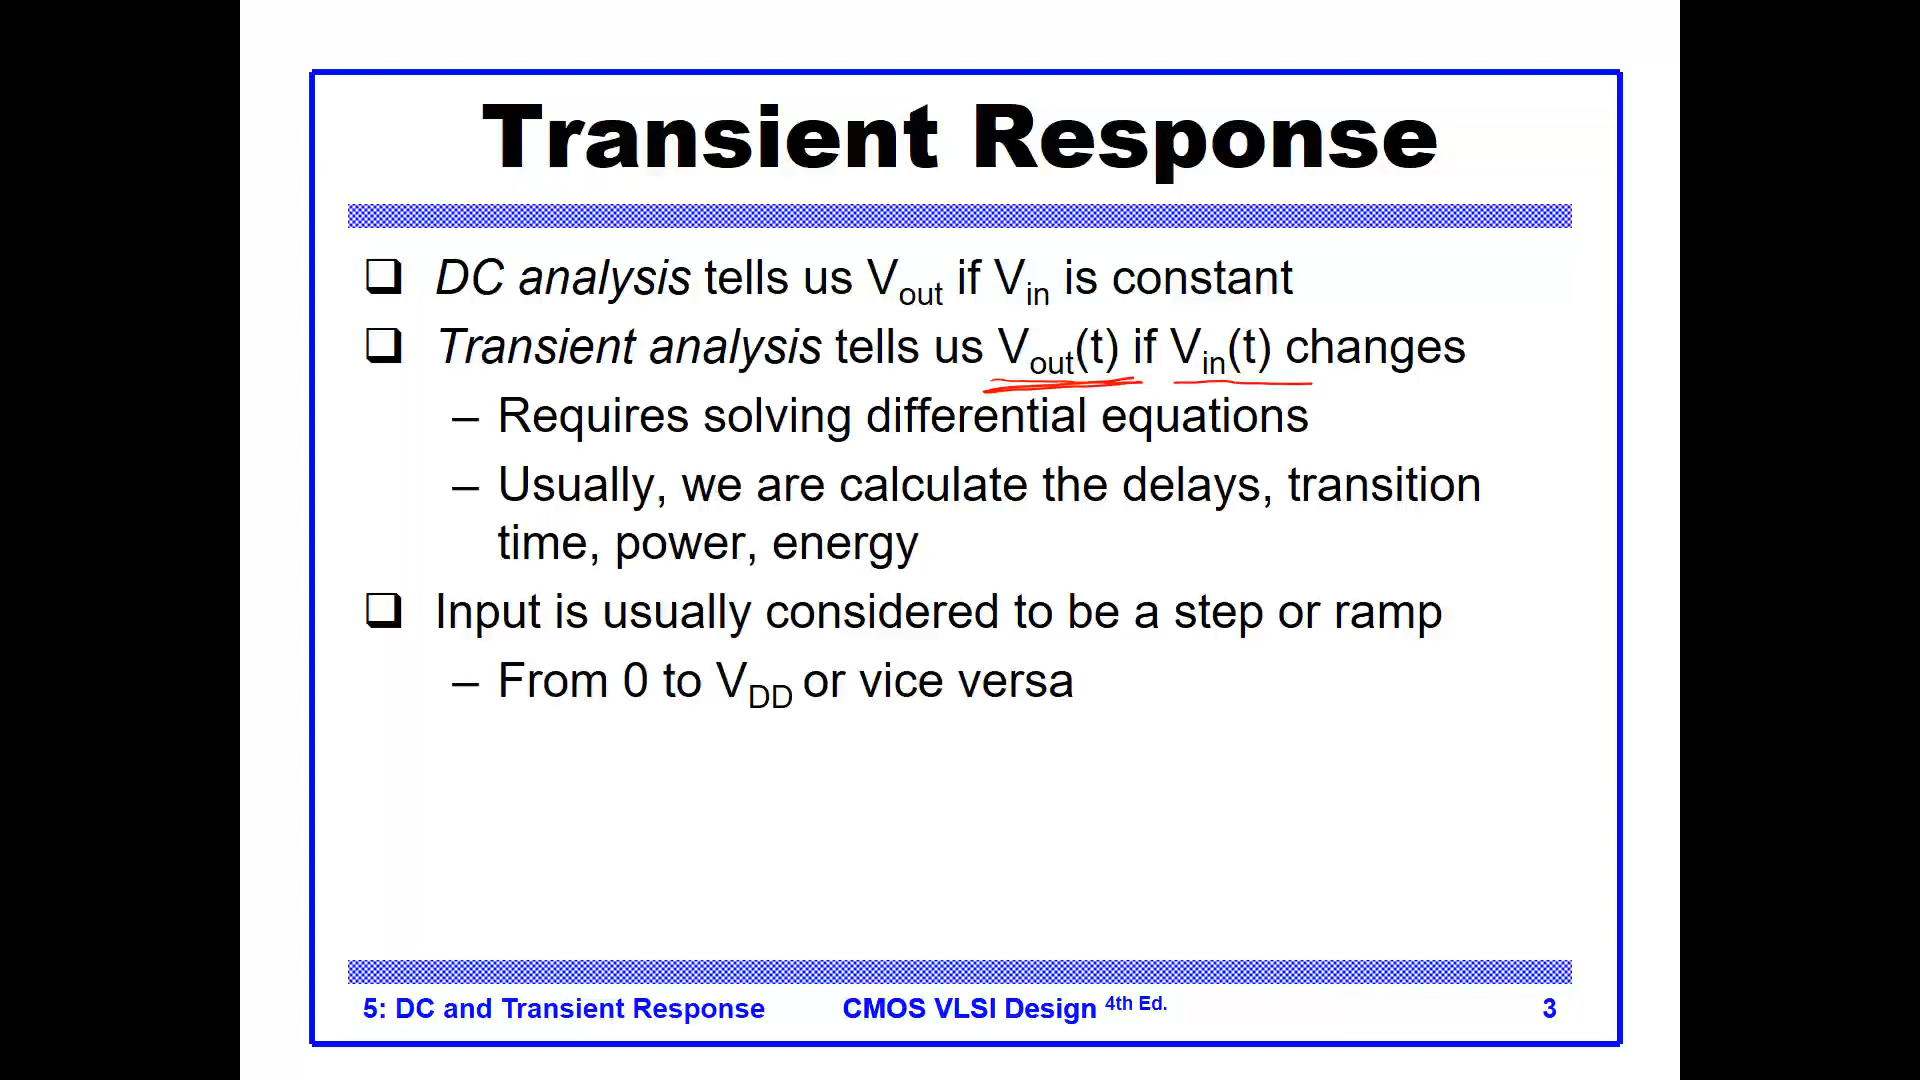 Transient Response
❑ DC analysis tells us Vout if Vin is constant
❑ Transient analysis tells us Vout(t) if Vin(t) changes
– Requires solving differential equations
– Usually, we are calculate the delays, transition
time, power, energy
❑ Input is usually considered to be a step or ramp
– From 0 to VDD or vice versa
5: DC and Transient Response CMOS VLSI Design 4th Ed. 3